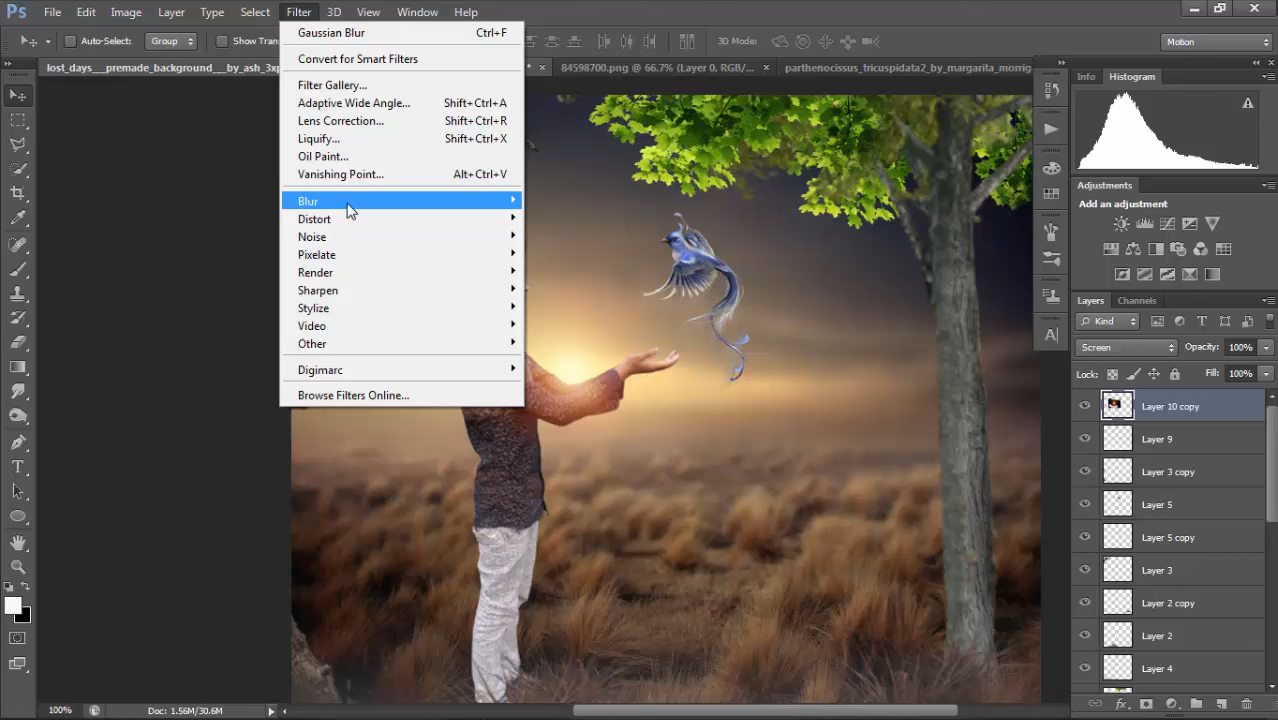 Ps File Edit Image Layer Type Select Filter 3D View Window Help
Auto-Select: Group Show Tran 3D Mode: Motion
lost_days___premade_background___by_ash_3xp 84598700.png @ 66.7% (Layer 0, RGB/... parthenocissus_tricuspidata2_by_margarita_morrig
Gaussian Blur Ctrl+F
Convert for Smart Filters
Filter Gallery...
Adaptive Wide Angle... Shift+Ctrl+A
Lens Correction... Shift+Ctrl+R
Liquify... Shift+Ctrl+X
Oil Paint...
Vanishing Point... Alt+Ctrl+V
Blur
Distort
Noise
Pixelate
Render
Sharpen
Stylize
Video
Other
Digimarc
Browse Filters Online...
Info Histogram
Adjustments
Add an adjustment
Layers Channels
Kind
Screen Opacity: 100%
Lock: Fill: 100%
Layer 10 copy
Layer 9
Layer 3 copy
Layer 5
Layer 5 copy
Layer 3
Layer 2 copy
Layer 2
Layer 4
100% Doc: 1.56M/30.6M